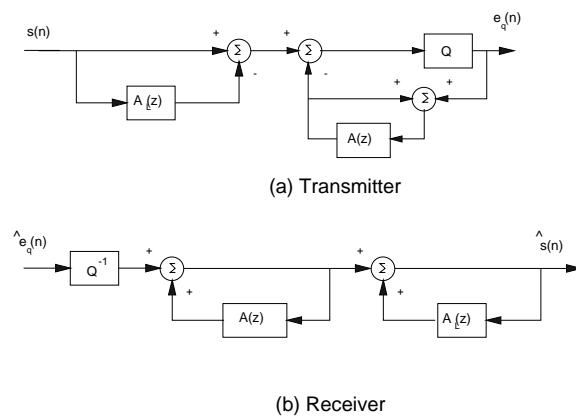 s(n)
e_q(n)
+
Σ
+
Σ
Q
-
-
+
Σ
+
A_L(z)
A(z)
(a) Transmitter
^e_q(n)
^s(n)
Q^-1
+
Σ
+
Σ
+
A(z)
+
A_L(z)
(b) Receiver